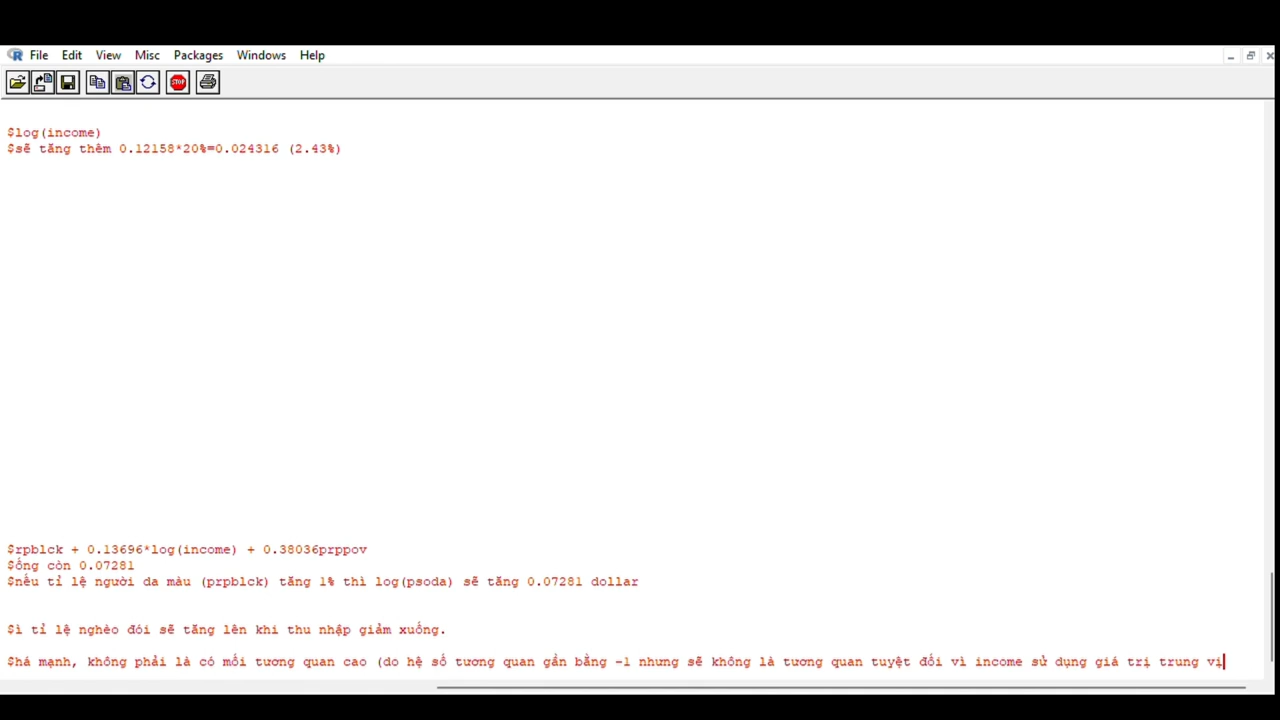 File Edit View Misc Packages Windows Help
STOP
$log(income)
$sẽ tăng thêm 0.12158*20%=0.024316 (2.43%)
$rpblck + 0.13696*log(income) + 0.38036prppov
$ống còn 0.07281
$nếu tỉ lệ người da màu (prpblck) tăng 1% thì log(psoda) sẽ tăng 0.07281 dollar
$ì tỉ lệ nghèo đói sẽ tăng lên khi thu nhập giảm xuống.
$há mạnh, không phải là có mối tương quan cao (do hệ số tương quan gần bằng -1 nhưng sẽ không là tương quan tuyệt đối vì income sử dụng giá trị trung vị